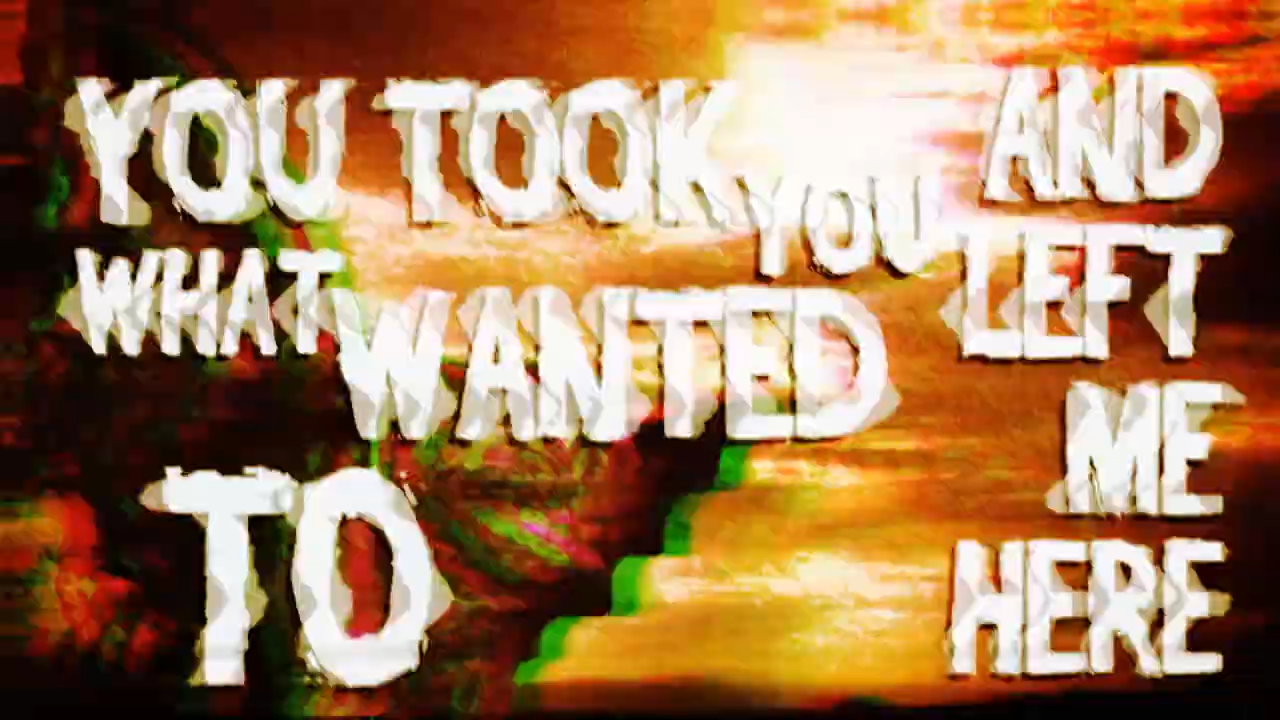 YOU TOOK
WHAT YOU
WANTED
TO
AND
LEFT
ME
HERE